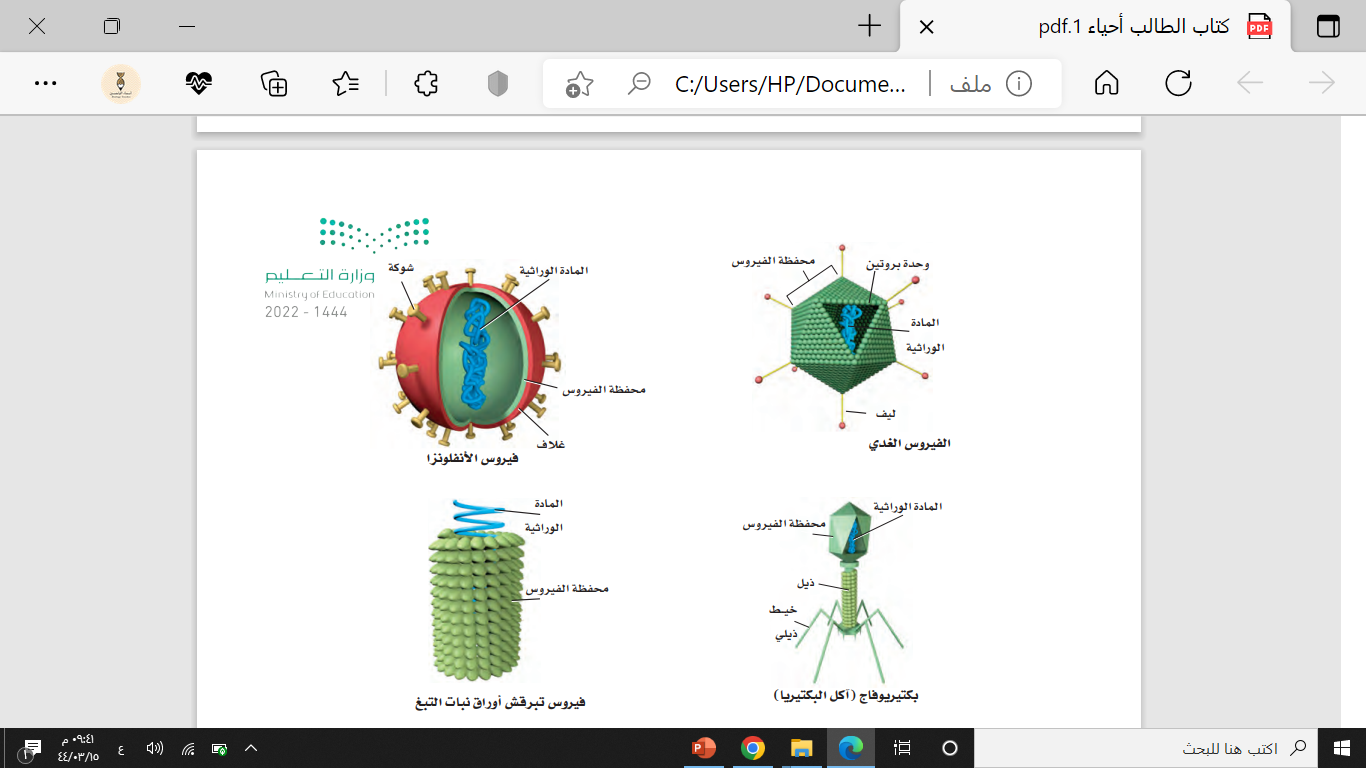 كتاب الطالب أحياء 1.pdf
ملف
C:/Users/HP/Docume...
وزارة التعـــليم
Ministry of Education
2022 - 1444
محفظة الفيروس
وحدة بروتين
المادة
الوراثية
ليف
الفيروس الغدي
شوكة
المادة الوراثية
محفظة الفيروس
غلاف
فيروس الأنفلونزا
المادة الوراثية
محفظة الفيروس
ذيل
خيـط
ذيلي
بكتيريوفاج (آكل البكتيريا)
المادة
الوراثية
محفظة الفيروس
فيروس تبرقش أوراق نبات التبغ
اكتب هنا للبحث
ع
٠٩:٤١ م
٤٤/٠٣/١٥